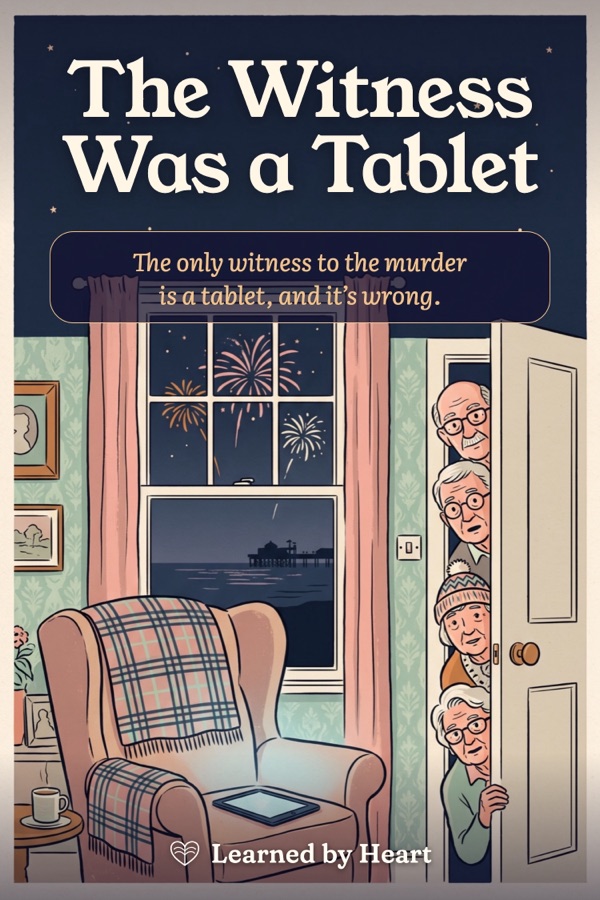 The Witness
Was a Tablet
The only witness to the murder
is a tablet, and it's wrong.
Learned by Heart